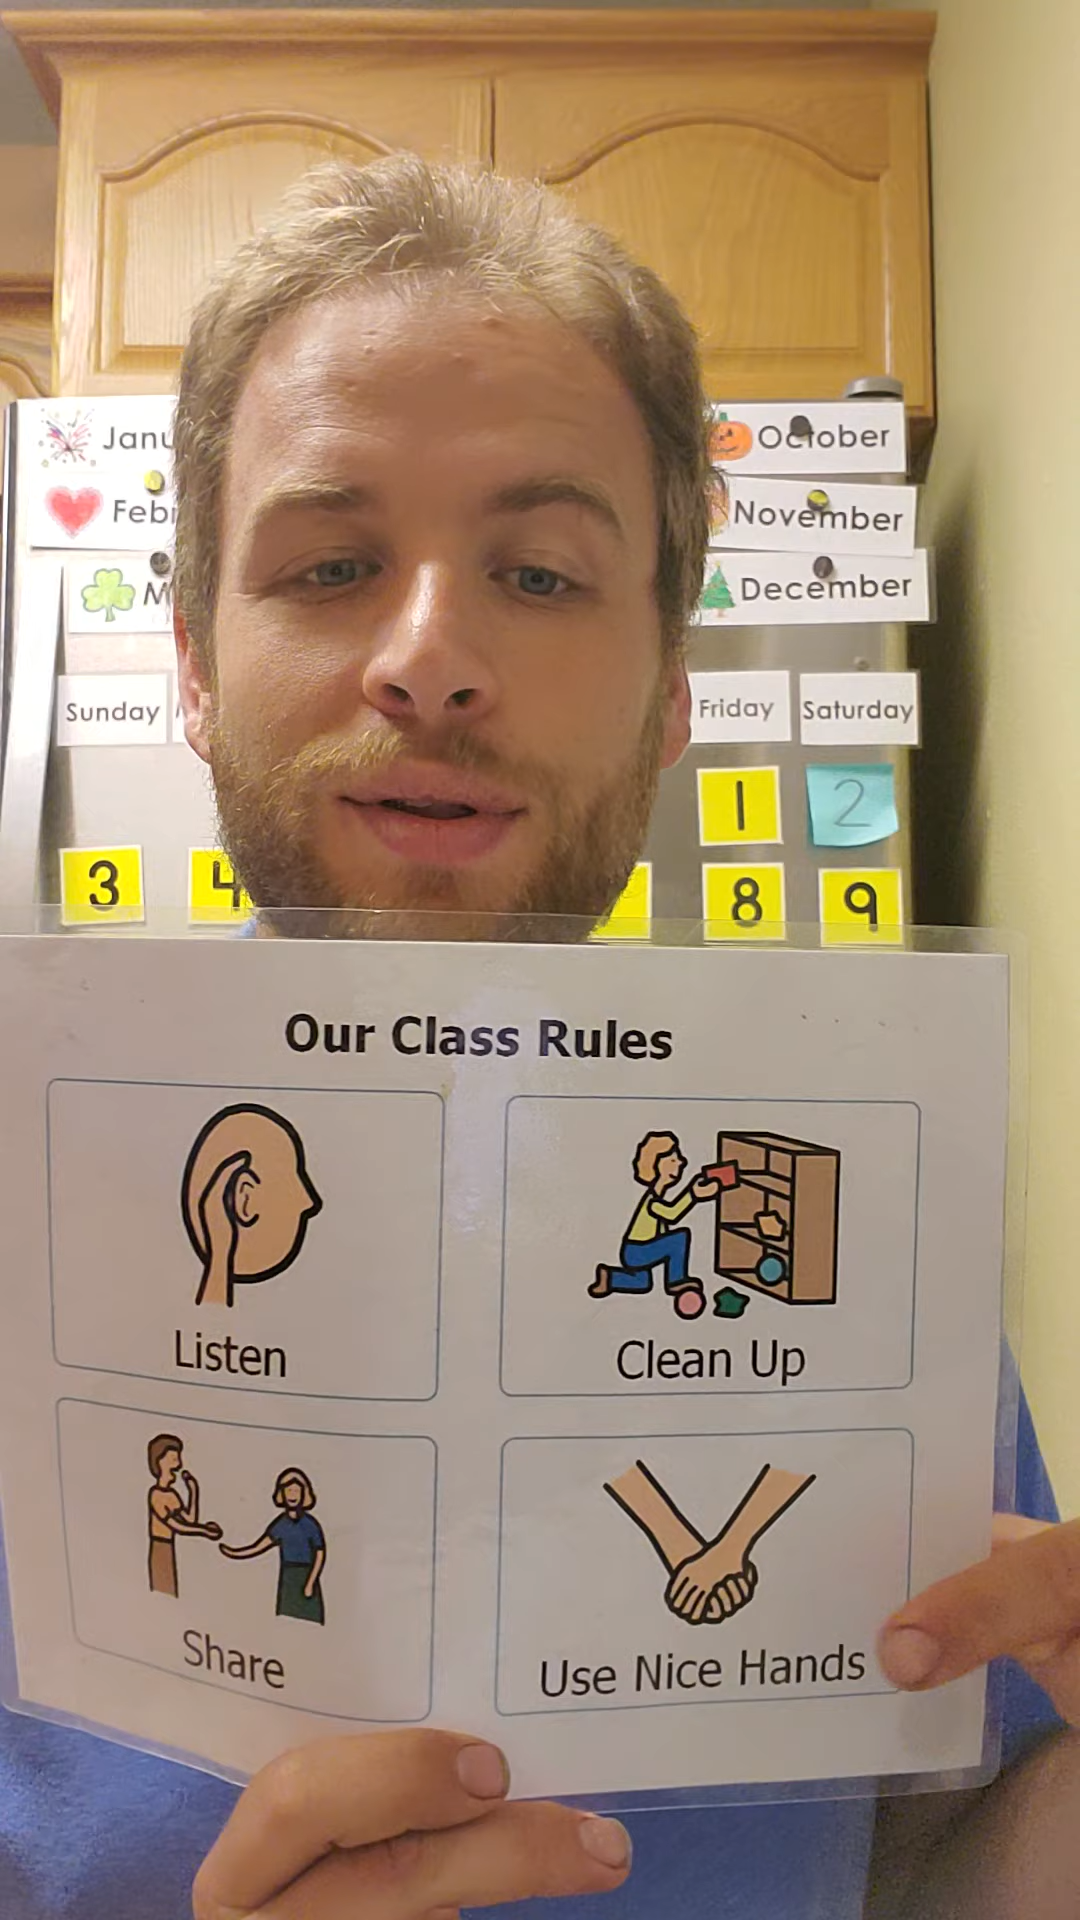 October
November
December
Sunday
Friday
Saturday
1
2
3
4
8
9
Our Class Rules
Listen
Clean Up
Share
Use Nice Hands